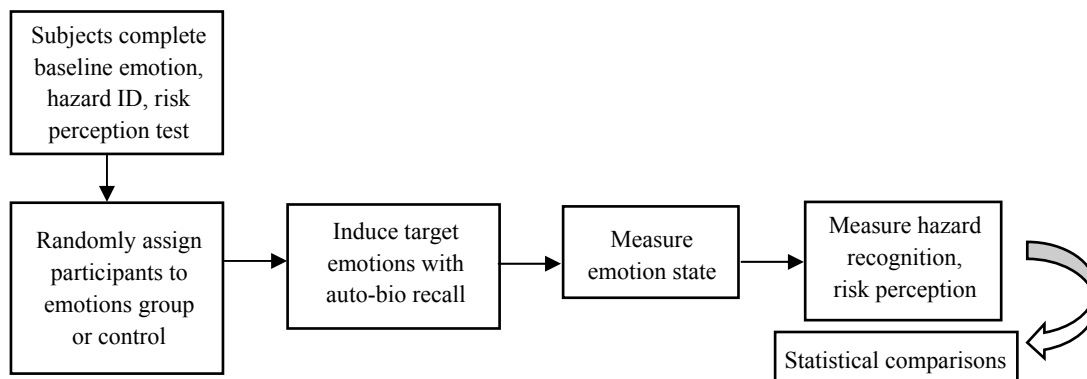 Subjects complete
baseline emotion,
hazard ID, risk
perception test
Randomly assign
participants to
emotions group
or control
Induce target
emotions with
auto-bio recall
Measure
emotion state
Measure hazard
recognition,
risk perception
Statistical comparisons